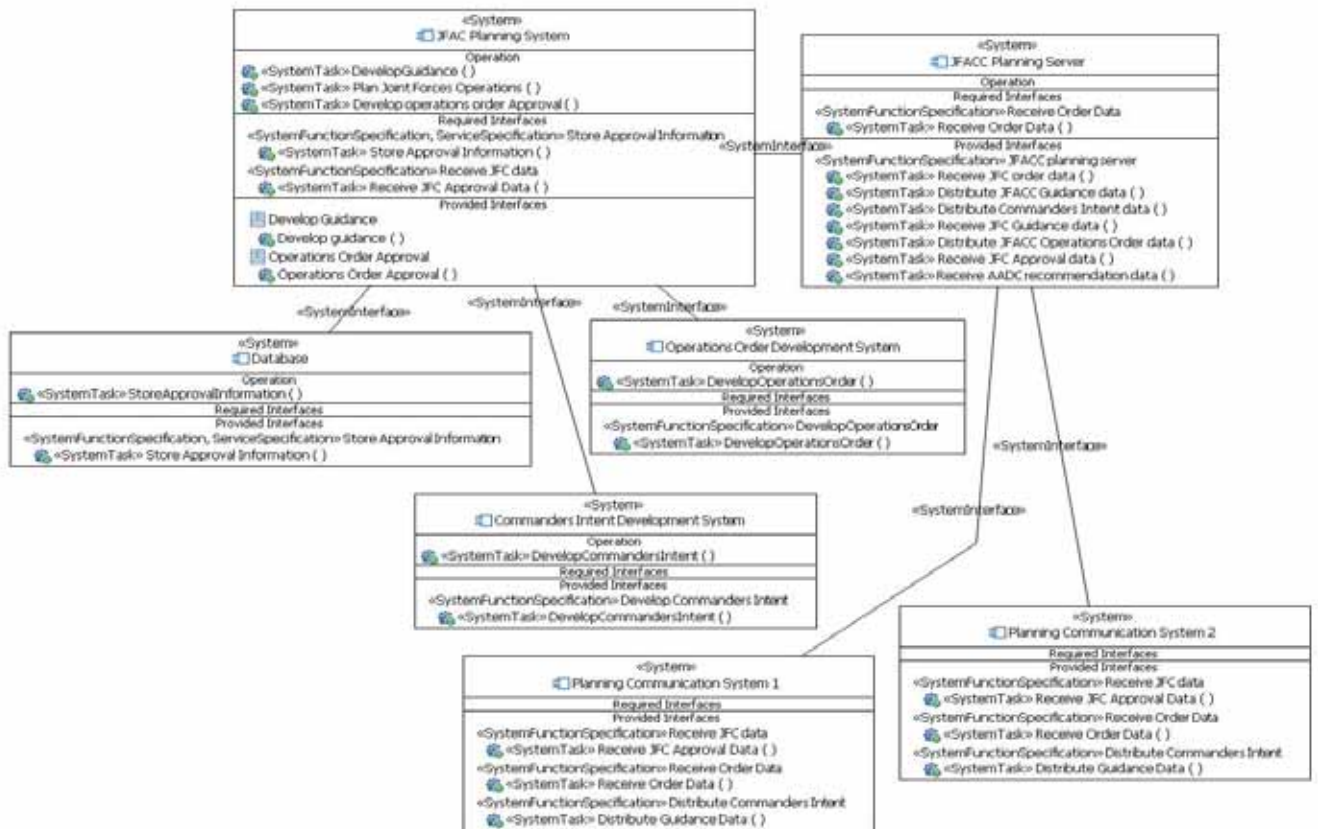 «System»
JFAC Planning System
Operation
«SystemTask» DevelopGuidance ( )
«SystemTask» Plan Joint Forces Operations ( )
«SystemTask» Develop operations order Approval ( )
Required Interfaces
«SystemFunctionSpecification, ServiceSpecification» Store Approval Information
«SystemTask» Store Approval Information ( )
«SystemFunctionSpecification» Receive JFC data
«SystemTask» Receive JFC Approval Data ( )
Provided Interfaces
Develop Guidance
Develop guidance ( )
Operations Order Approval
Operations Order Approval ( )
«SystemInterface»
«System»
JFACC Planning Server
Operation
Required Interfaces
«SystemFunctionSpecification» Receive Order Data
«SystemTask» Receive Order Data ( )
Provided Interfaces
«SystemFunctionSpecification» JFACC planning server
«SystemTask» Receive JFC order data ( )
«SystemTask» Distribute JFACC Guidance data ( )
«SystemTask» Distribute Commanders Intent data ( )
«SystemTask» Receive JFC Guidance data ( )
«SystemTask» Distribute JFACC Operations Order data ( )
«SystemTask» Receive JFC Approval data ( )
«SystemTask» Receive AADC recommendation data ( )
«SystemInterface»
«SystemInterface»
«SystemInterface»
«System»
Database
Operation
«SystemTask» StoreApprovalInformation ( )
Required Interfaces
Provided Interfaces
«SystemFunctionSpecification, ServiceSpecification» Store Approval Information
«SystemTask» Store Approval Information ( )
«System»
Operations Order Development System
Operation
«SystemTask» DevelopOperationsOrder ( )
Required Interfaces
Provided Interfaces
«SystemFunctionSpecification» DevelopOperationsOrder
«SystemTask» DevelopOperationsOrder ( )
«SystemInterface»
«SystemInterface»
«System»
Commanders Intent Development System
Operation
«SystemTask» DevelopCommandersIntent ( )
Required Interfaces
Provided Interfaces
«SystemFunctionSpecification» Develop Commanders Intent
«SystemTask» DevelopCommandersIntent ( )
«System»
Planning Communication System 2
Required Interfaces
Provided Interfaces
«SystemFunctionSpecification» Receive JFC data
«SystemTask» Receive JFC Approval Data ( )
«SystemFunctionSpecification» Receive Order Data
«SystemTask» Receive Order Data ( )
«SystemFunctionSpecification» Distribute Commanders Intent
«SystemTask» Distribute Guidance Data ( )
«System»
Planning Communication System 1
Required Interfaces
Provided Interfaces
«SystemFunctionSpecification» Receive JFC data
«SystemTask» Receive JFC Approval Data ( )
«SystemFunctionSpecification» Receive Order Data
«SystemTask» Receive Order Data ( )
«SystemFunctionSpecification» Distribute Commanders Intent
«SystemTask» Distribute Guidance Data ( )